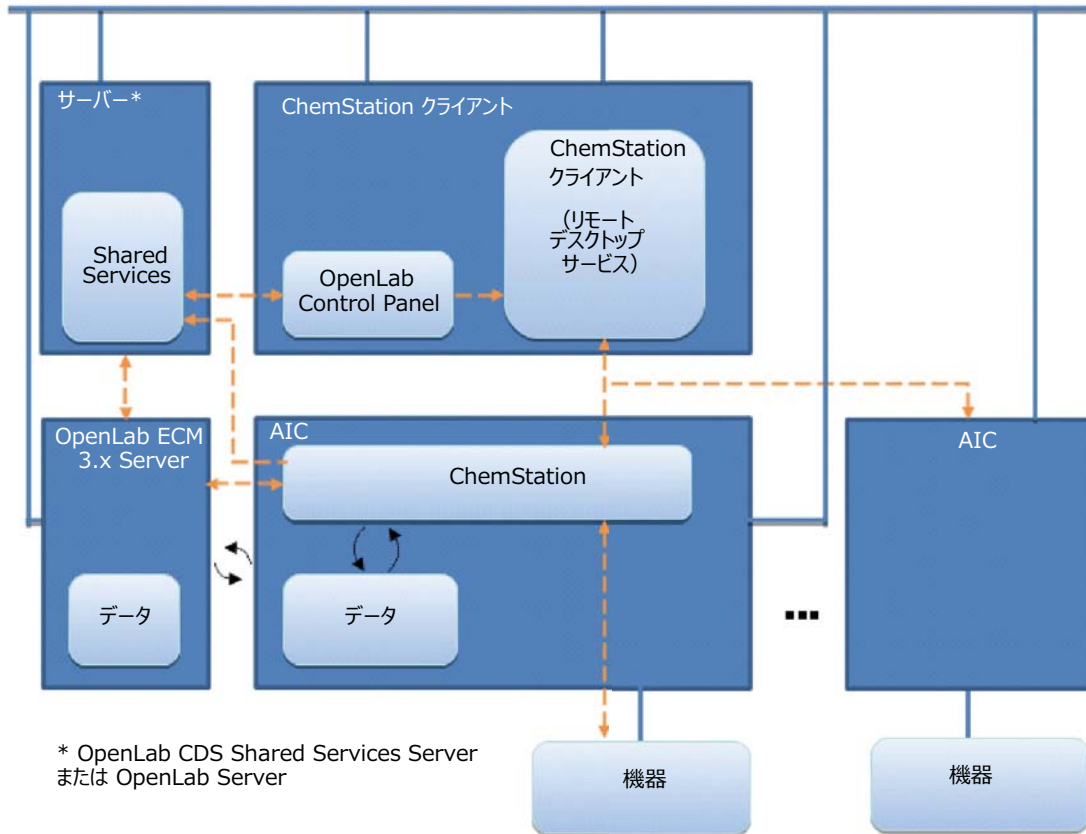 サーバー*
Shared
Services
ChemStation クライアント
OpenLab
Control Panel
ChemStation
クライアント
(リモート
デスクトップ
サービス)
OpenLab ECM
3.x Server
データ
AIC
ChemStation
データ
...
AIC
* OpenLab CDS Shared Services Server
または OpenLab Server
機器
機器